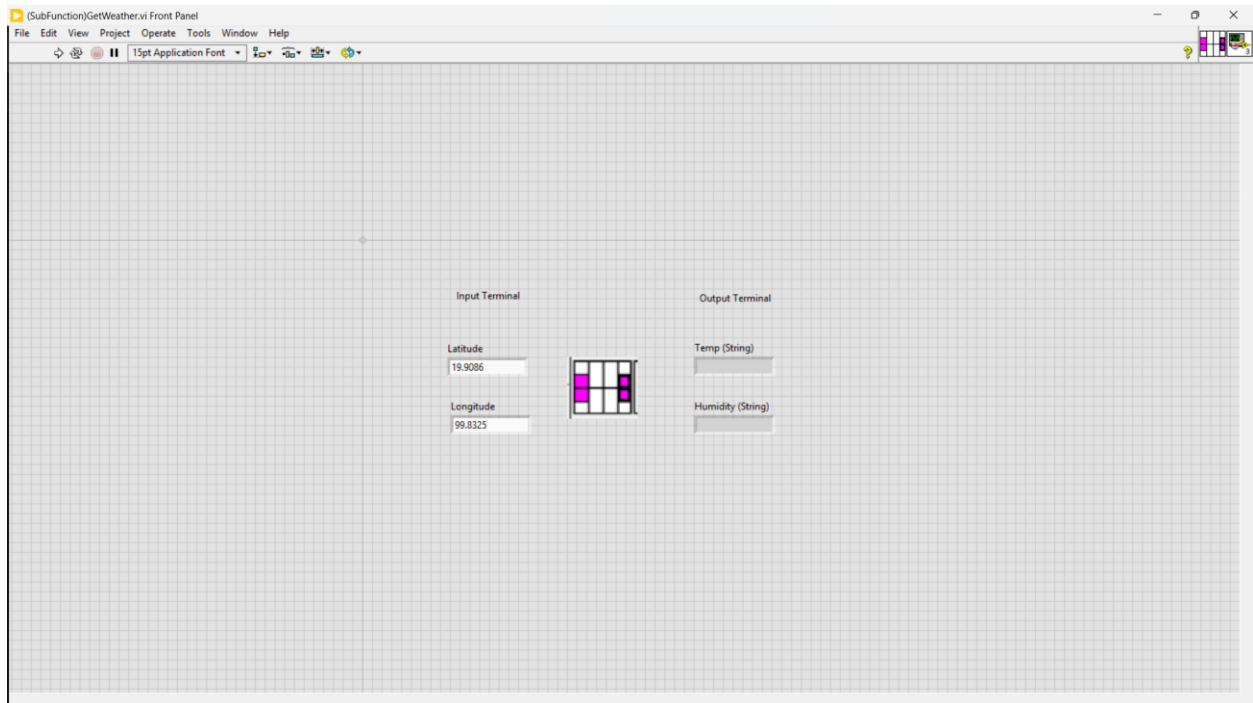 (SubFunction)GetWeather.vi Front Panel
File Edit View Project Operate Tools Window Help
15pt Application Font
3
Input Terminal
Output Terminal
Latitude
19.9086
Temp (String)
Longitude
99.8325
Humidity (String)